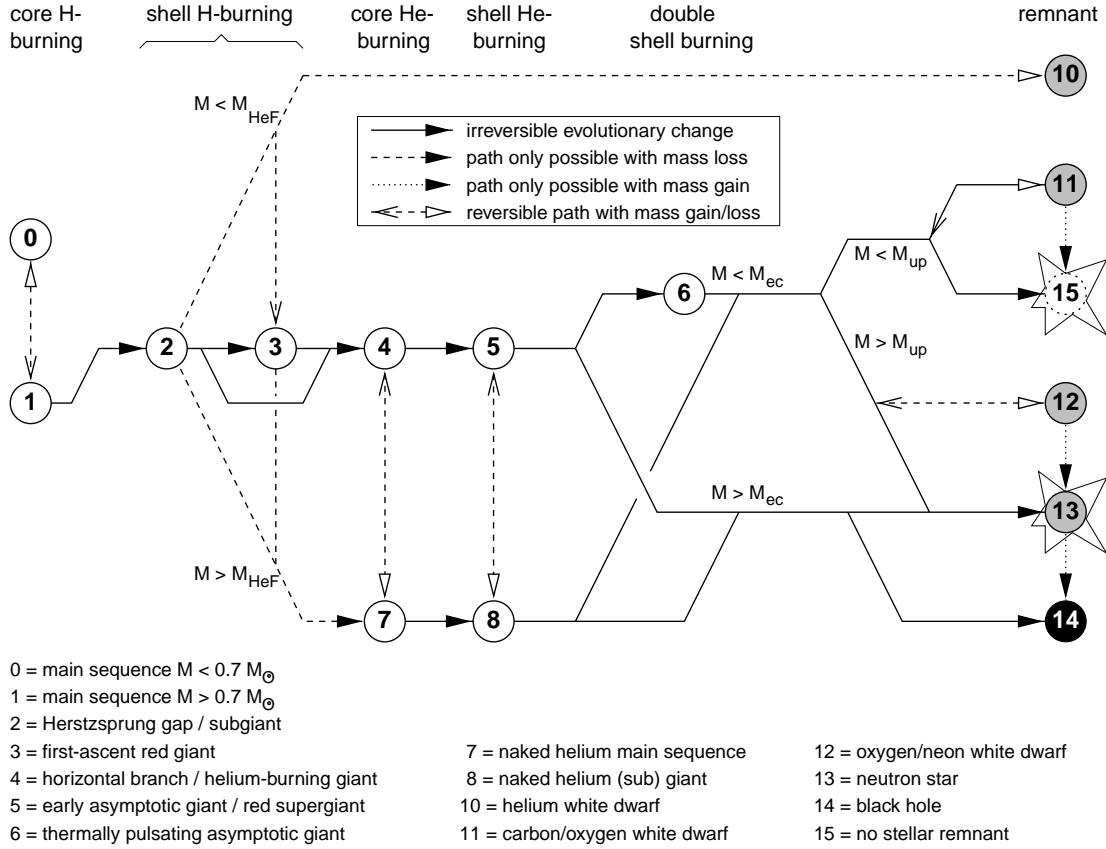 core H-
burning
shell H-burning
core He-
burning
shell He-
burning
double
shell burning
remnant
10
M < M_HeF
irreversible evolutionary change
path only possible with mass loss
path only possible with mass gain
reversible path with mass gain/loss
11
0
M < M_up
M < M_ec
6
15
2
3
4
5
M > M_up
1
12
M > M_ec
13
M > M_HeF
7
8
14
0 = main sequence M < 0.7 M☉
1 = main sequence M > 0.7 M☉
2 = Herstzsprung gap / subgiant
3 = first-ascent red giant
4 = horizontal branch / helium-burning giant
5 = early asymptotic giant / red supergiant
6 = thermally pulsating asymptotic giant
7 = naked helium main sequence
8 = naked helium (sub) giant
10 = helium white dwarf
11 = carbon/oxygen white dwarf
12 = oxygen/neon white dwarf
13 = neutron star
14 = black hole
15 = no stellar remnant